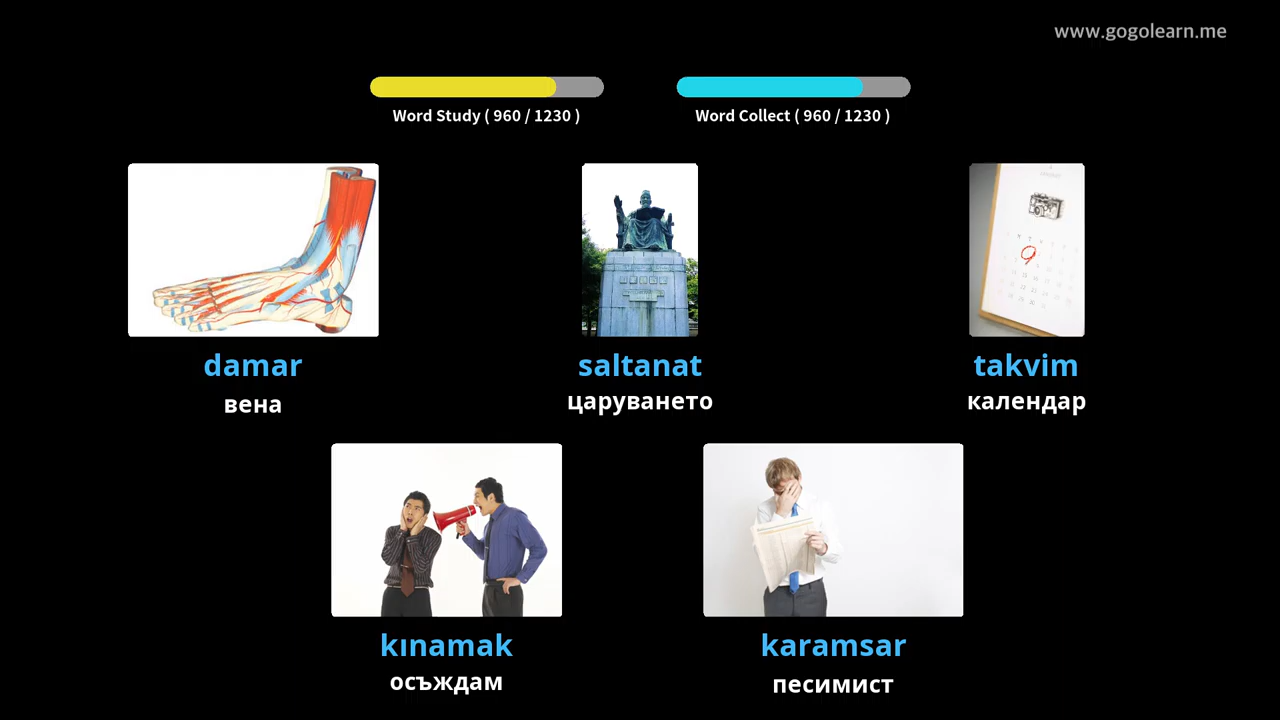 www.gogolearn.me
Word Study ( 960 / 1230 )
Word Collect ( 960 / 1230 )
damar
saltanat
takvim
вена
царуването
календар
kınamak
karamsar
осъждам
песимист